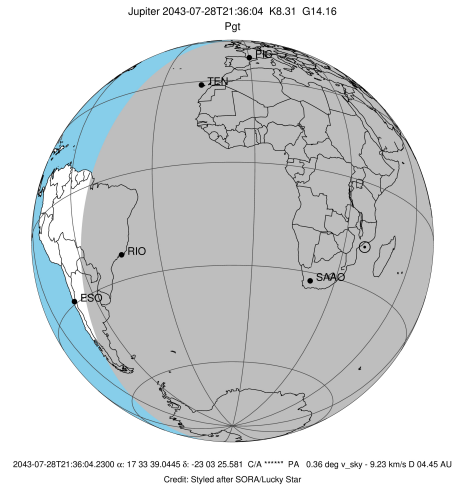 Jupiter 2043-07-28T21:36:04 K8.31 G14.16
Pgt
PIC
TEN
RIO
ESO
SAAO
2043-07-28T21:36:04.2300 α: 17 33 39.0445 δ: -23 03 25.581 C/A ****** PA 0.36 deg v_sky - 9.23 km/s D 04.45 AU
Credit: Styled after SORA/Lucky Star